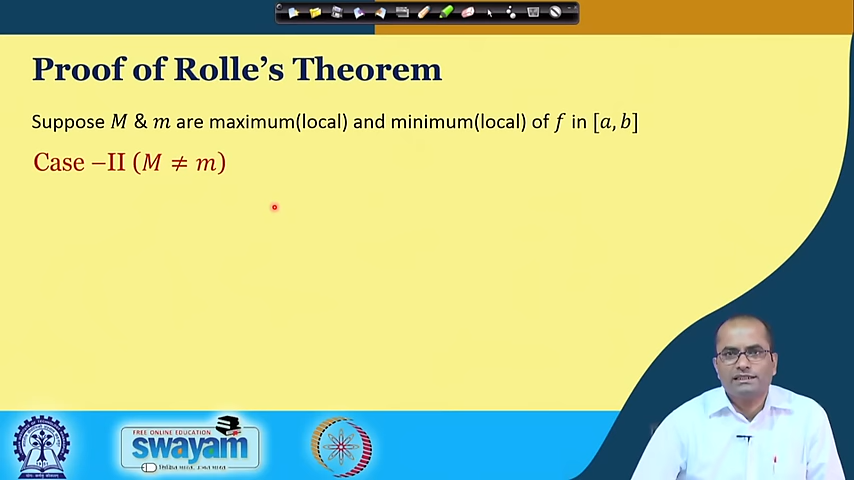 Proof of Rolle's Theorem
Suppose M & m are maximum(local) and minimum(local) of f in [a, b]
Case –II (M ≠ m)
FREE ONLINE EDUCATION
swayam